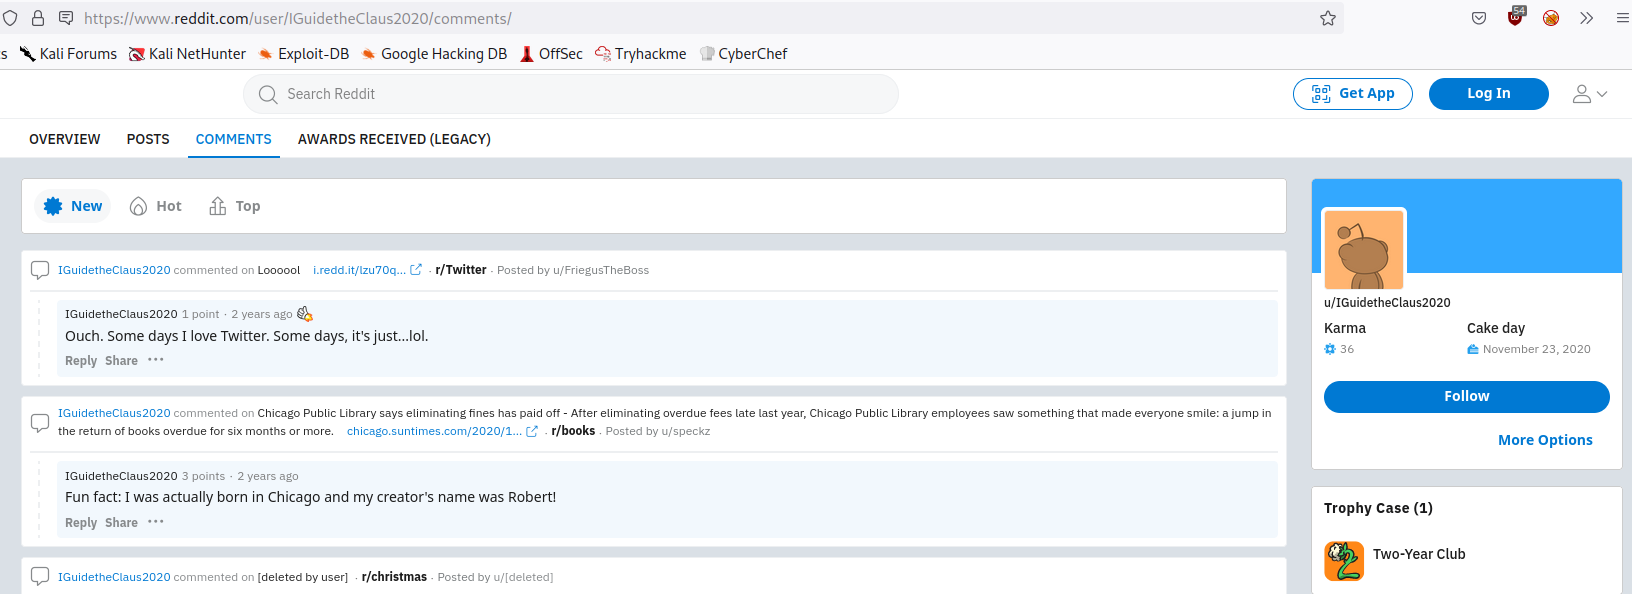 https://www.reddit.com/user/IGuidetheClaus2020/comments/
54
s Kali Forums Kali NetHunter Exploit-DB Google Hacking DB OffSec Tryhackme CyberChef
Search Reddit Get App Log In
OVERVIEW POSTS COMMENTS AWARDS RECEIVED (LEGACY)
New Hot Top
IGuidetheClaus2020 commented on Loooool i.redd.it/lzu70q... · r/Twitter · Posted by u/FriegusTheBoss
IGuidetheClaus2020 1 point · 2 years ago
Ouch. Some days I love Twitter. Some days, it's just...lol.
Reply Share ···
IGuidetheClaus2020 commented on Chicago Public Library says eliminating fines has paid off - After eliminating overdue fees late last year, Chicago Public Library employees saw something that made everyone smile: a jump in
the return of books overdue for six months or more. chicago.suntimes.com/2020/1... · r/books · Posted by u/speckz
IGuidetheClaus2020 3 points · 2 years ago
Fun fact: I was actually born in Chicago and my creator's name was Robert!
Reply Share ···
IGuidetheClaus2020 commented on [deleted by user] · r/christmas · Posted by u/[deleted]
u/IGuidetheClaus2020
Karma Cake day
36 November 23, 2020
Follow
More Options
Trophy Case (1)
Two-Year Club